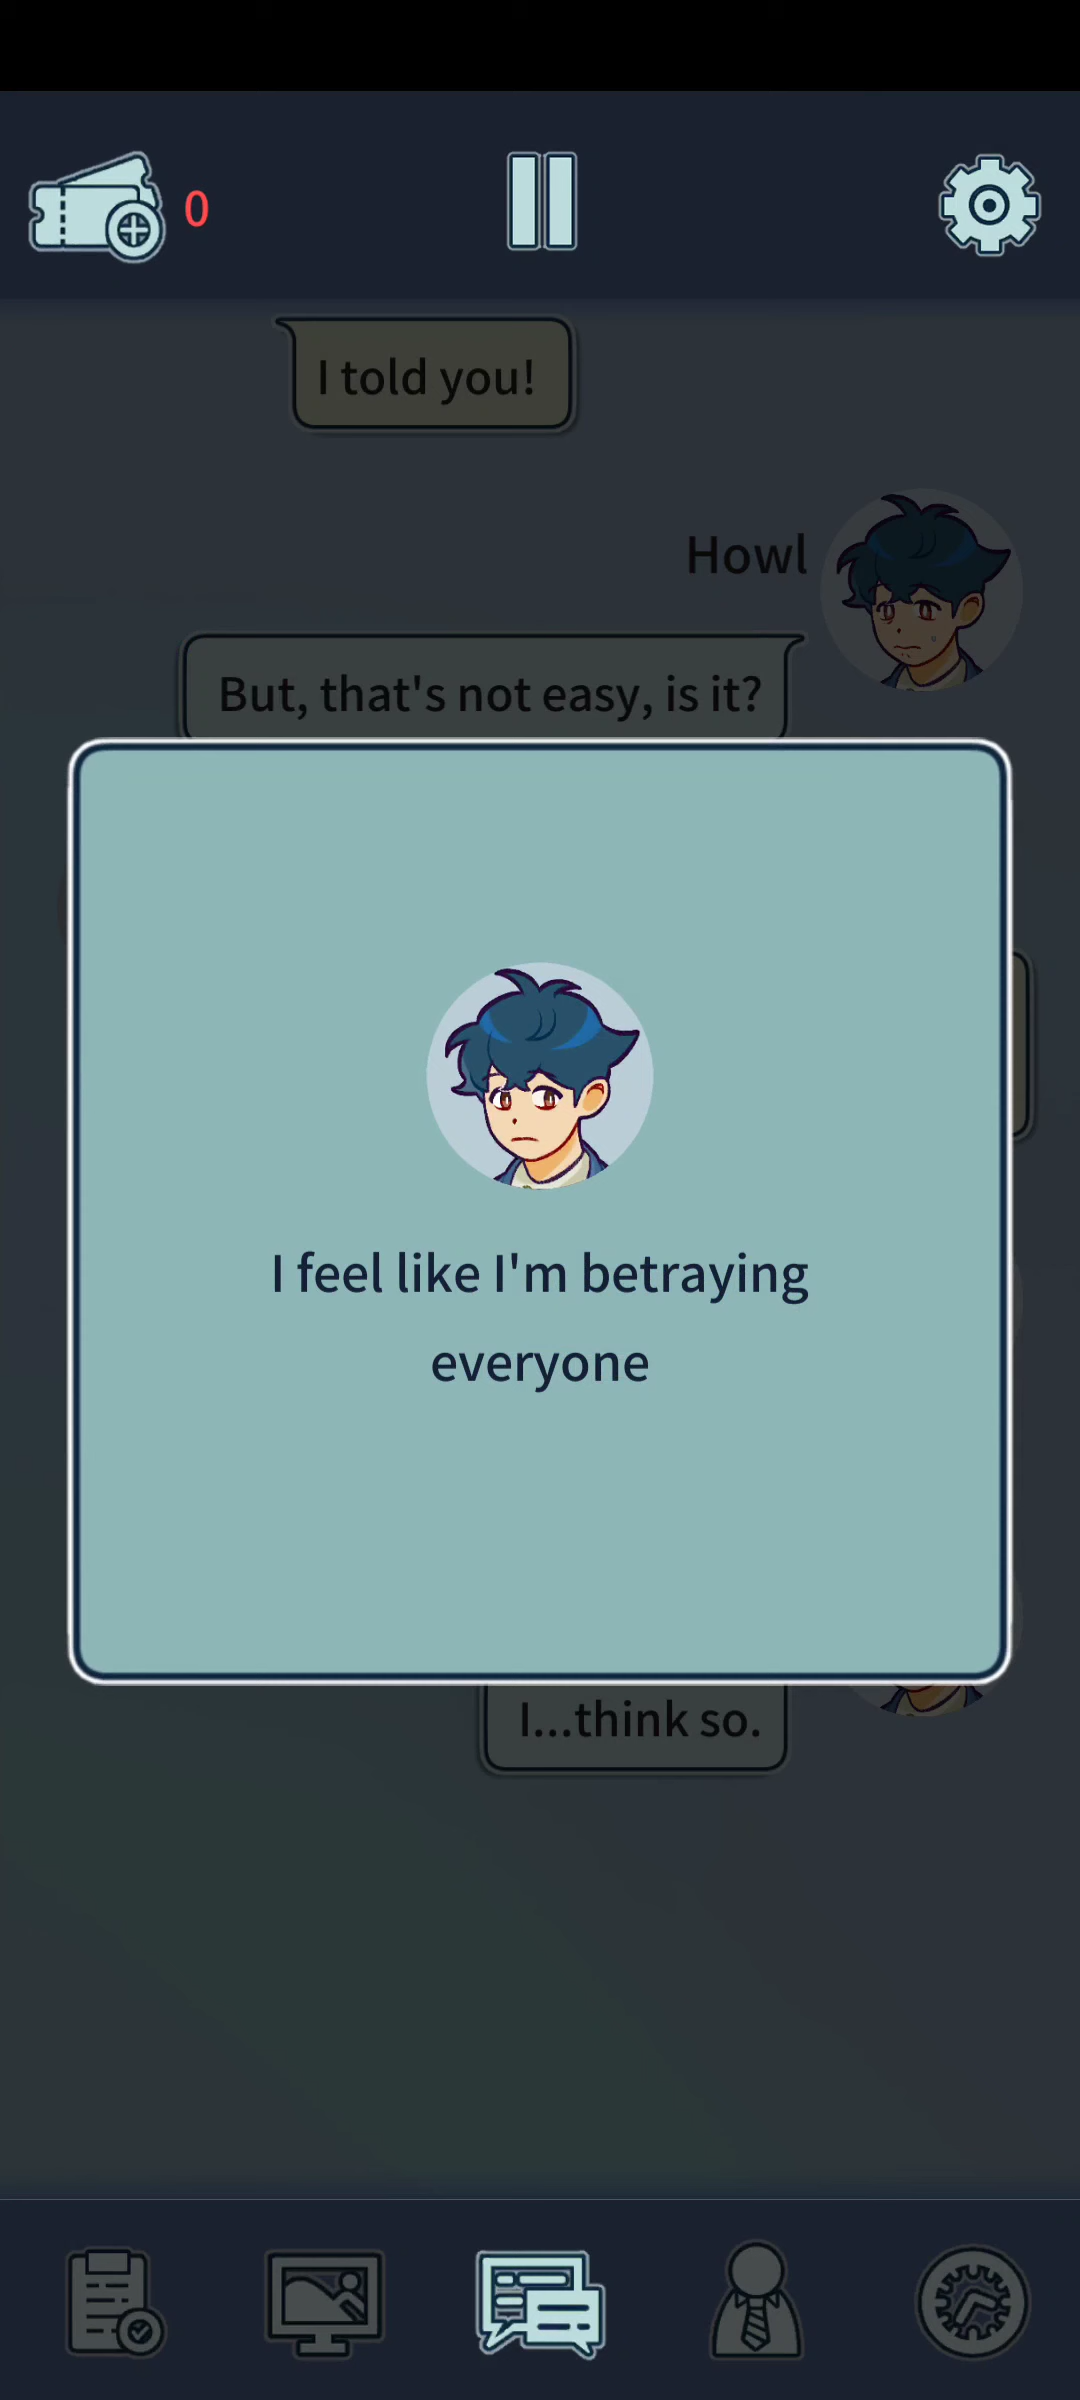 0
I told you!
Howl
But, that's not easy, is it?
I feel like I'm betraying
everyone
I...think so.